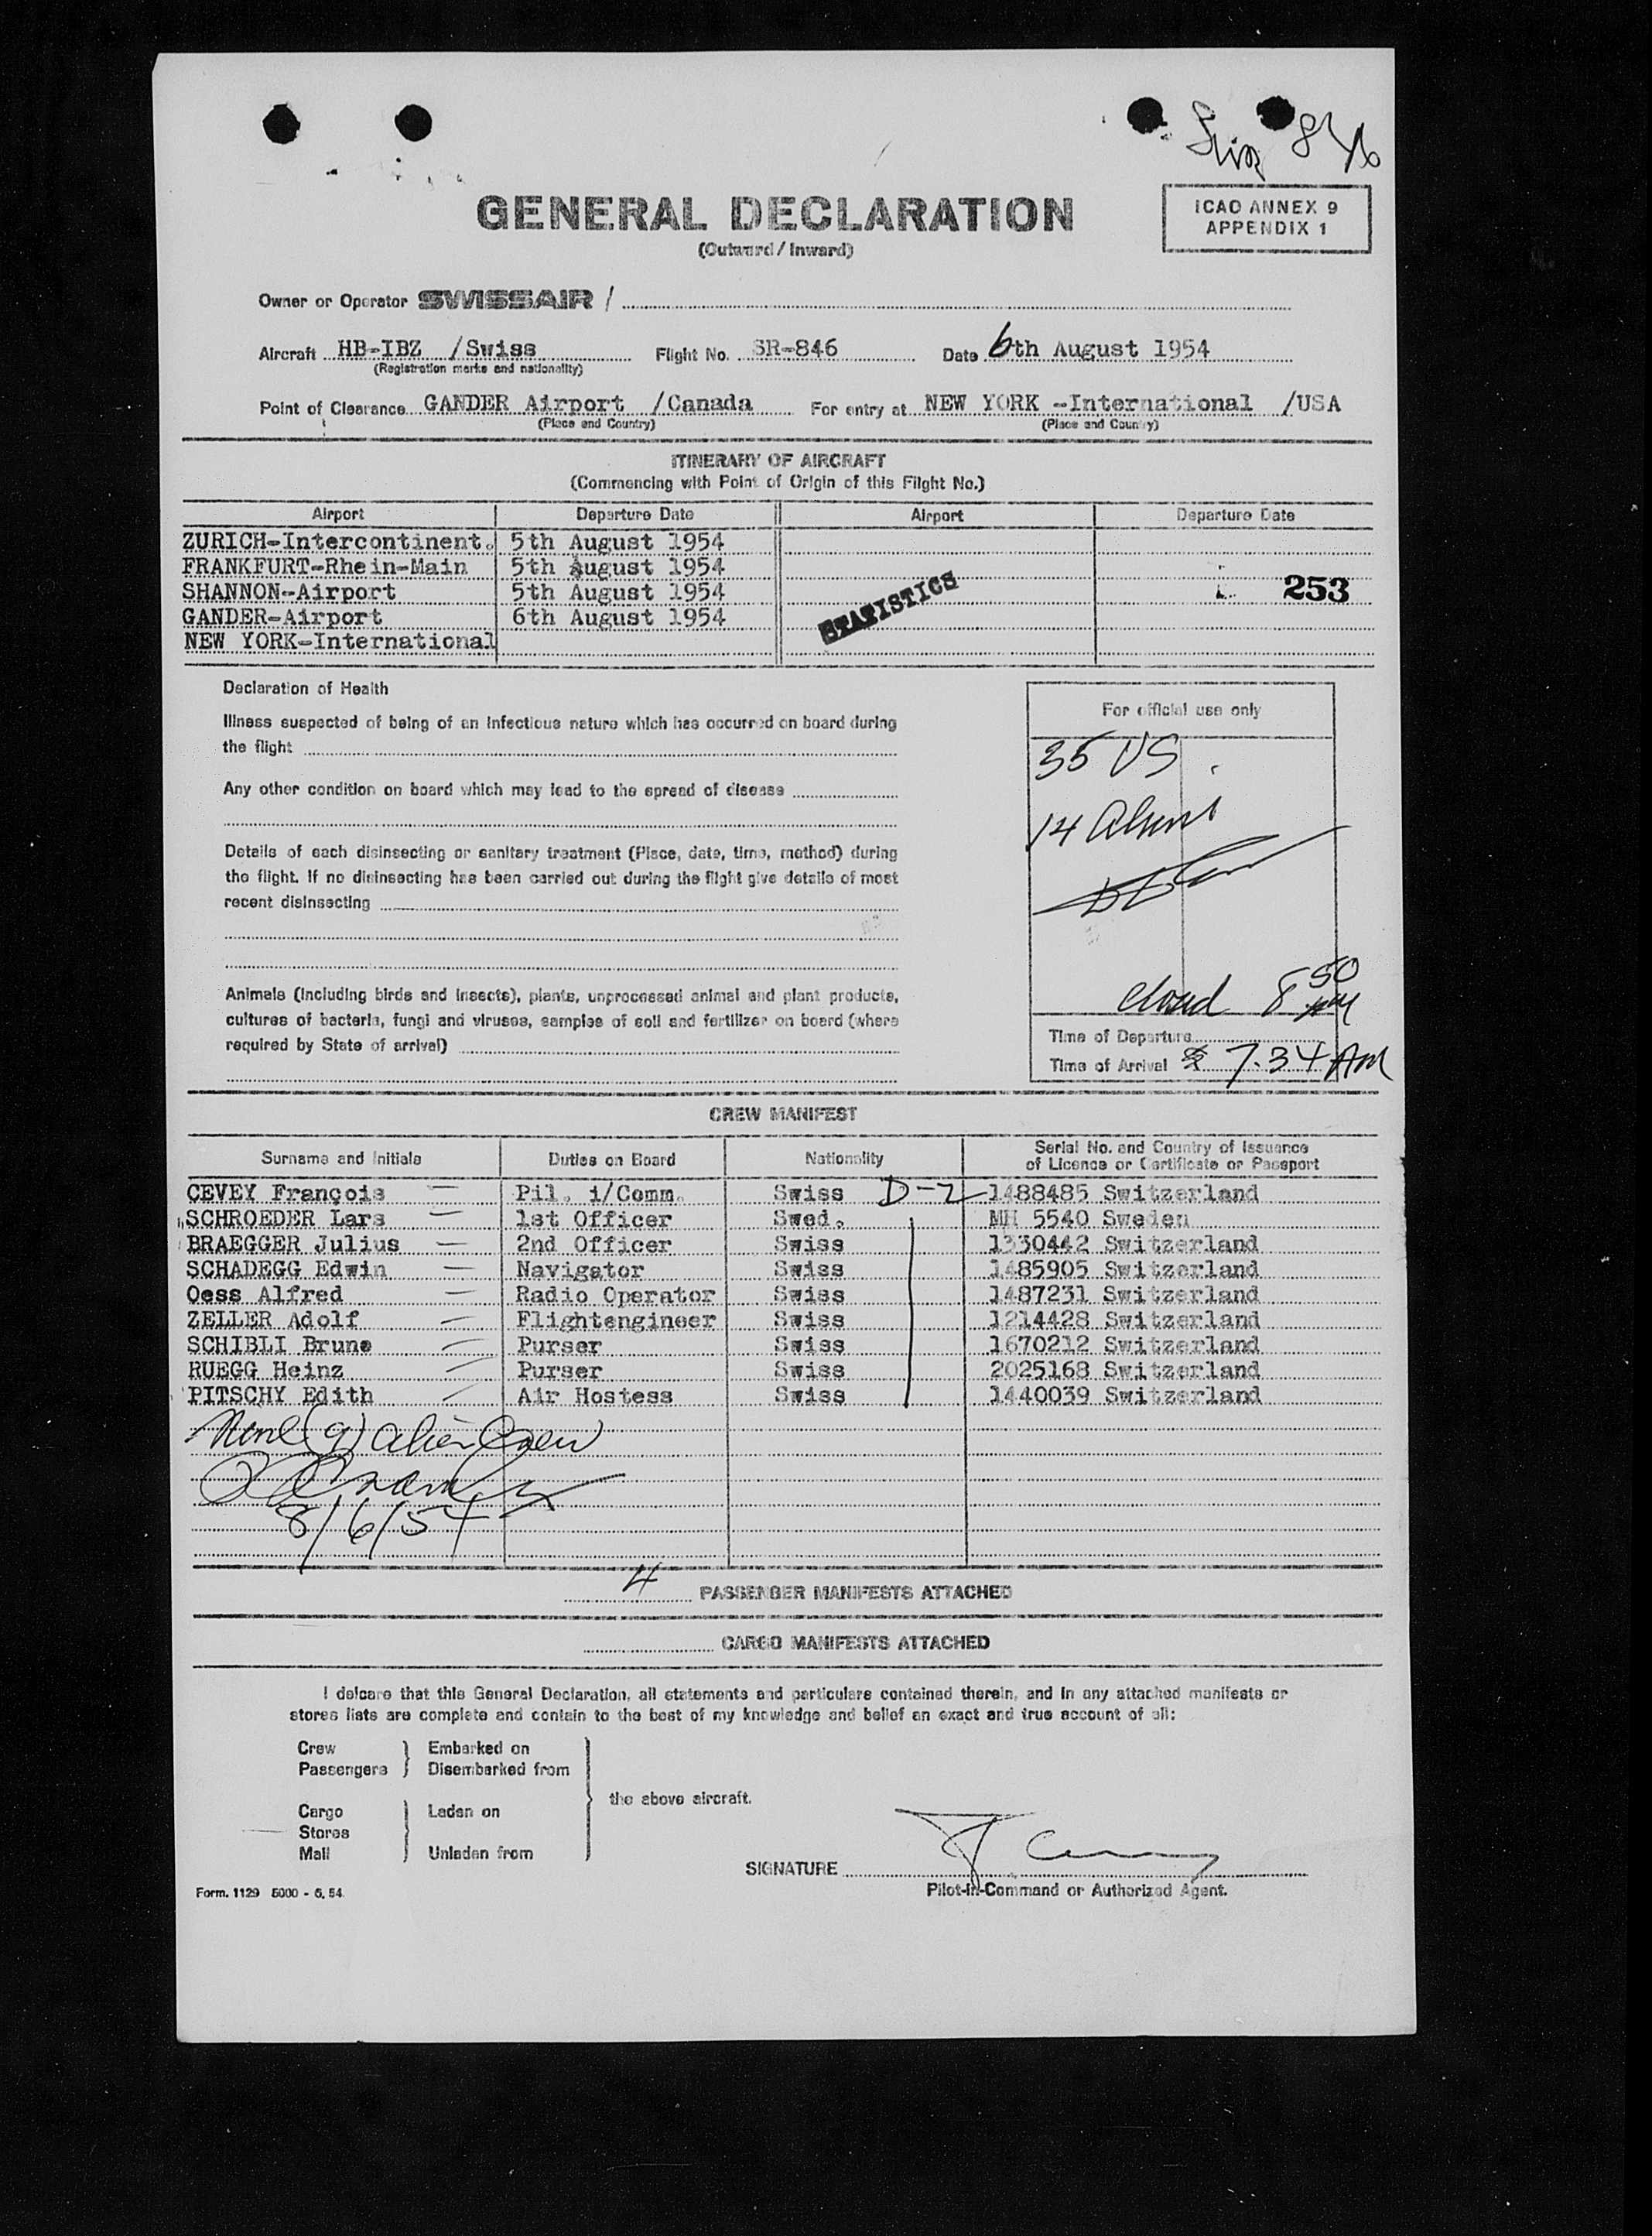 Slip 8/6
GENERAL DECLARATION
(Outward / Inward)
ICAO ANNEX 9
APPENDIX 1
Owner or Operator SWISSAIR /
Aircraft HB-IBZ /Swiss Flight No. SR-846 Date 6th August 1954
(Registration marks and nationality)
Point of Clearance GANDER Airport /Canada For entry at NEW YORK -International /USA
(Place and Country) (Place and Country)
ITINERARY OF AIRCRAFT
(Commencing with Point of Origin of this Flight No.)
Airport Departure Date Airport Departure Date
ZURICH-Intercontinent. 5th August 1954
FRANKFURT-Rhein-Main 5th August 1954
SHANNON-Airport 5th August 1954 253
GANDER-Airport 6th August 1954 STATISTICS
NEW YORK-International
Declaration of Health
Illness suspected of being of an infectious nature which has occurred on board during
the flight
Any other condition on board which may lead to the spread of disease
Details of each disinsecting or sanitary treatment (Place, date, time, method) during
the flight. If no disinsecting has been carried out during the flight give details of most
recent disinsecting
Animals (including birds and insects), plants, unprocessed animal and plant products,
cultures of bacteria, fungi and viruses, samples of soil and fertilizer on board (where
required by State of arrival)
For official use only
35 US
14 Aliens
8 50
Time of Departure
Time of Arrival 7.34 AM
CREW MANIFEST
Surname and Initials Duties on Board Nationality Serial No. and Country of Issuance
of Licence or Certificate or Passport
CEVEY François Pil. i/Comm. Swiss D-2 1488485 Switzerland
SCHROEDER Lars 1st Officer Swed. MH 5540 Sweden
BRAEGGER Julius 2nd Officer Swiss 1330442 Switzerland
SCHADEGG Edwin Navigator Swiss 1485905 Switzerland
Oess Alfred Radio Operator Swiss 1487231 Switzerland
ZELLER Adolf Flightengineer Swiss 1214428 Switzerland
SCHIBLI Bruno Purser Swiss 1670212 Switzerland
RUEGG Heinz Purser Swiss 2025168 Switzerland
PITSCHY Edith Air Hostess Swiss 1440039 Switzerland
Nine (9) alien Crew
8/6/54
4 PASSENGER MANIFESTS ATTACHED
CARGO MANIFESTS ATTACHED
I delcare that this General Declaration, all statements and particulars contained therein, and in any attached manifests or
stores lists are complete and contain to the best of my knowledge and belief an exact and true account of all:
Crew Embarked on
Passengers Disembarked from
the above aircraft.
Cargo Laden on
Stores
Mail Unladen from
SIGNATURE
Pilot-in-Command or Authorized Agent.
Form. 1129 5000 - 6. 54.